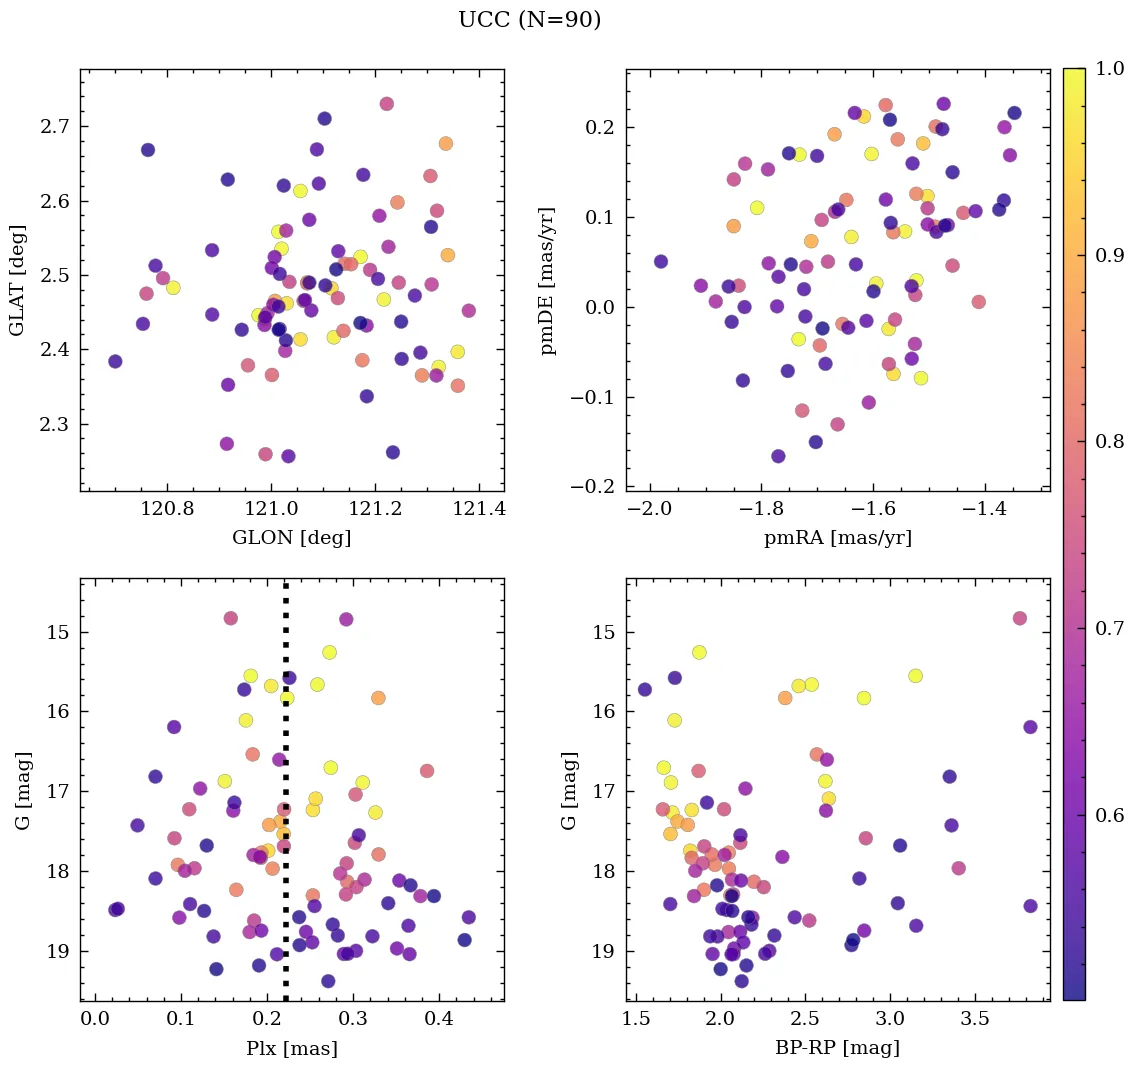 UCC (N=90)
2.7
2.6
2.5
2.4
2.3
GLAT [deg]
120.8 121.0 121.2 121.4
GLON [deg]
0.2
0.1
0.0
−0.1
−0.2
pmDE [mas/yr]
−2.0 −1.8 −1.6 −1.4
pmRA [mas/yr]
1.0
0.9
0.8
0.7
0.6
15
16
17
18
19
G [mag]
0.0 0.1 0.2 0.3 0.4
Plx [mas]
15
16
17
18
19
G [mag]
1.5 2.0 2.5 3.0 3.5
BP-RP [mag]